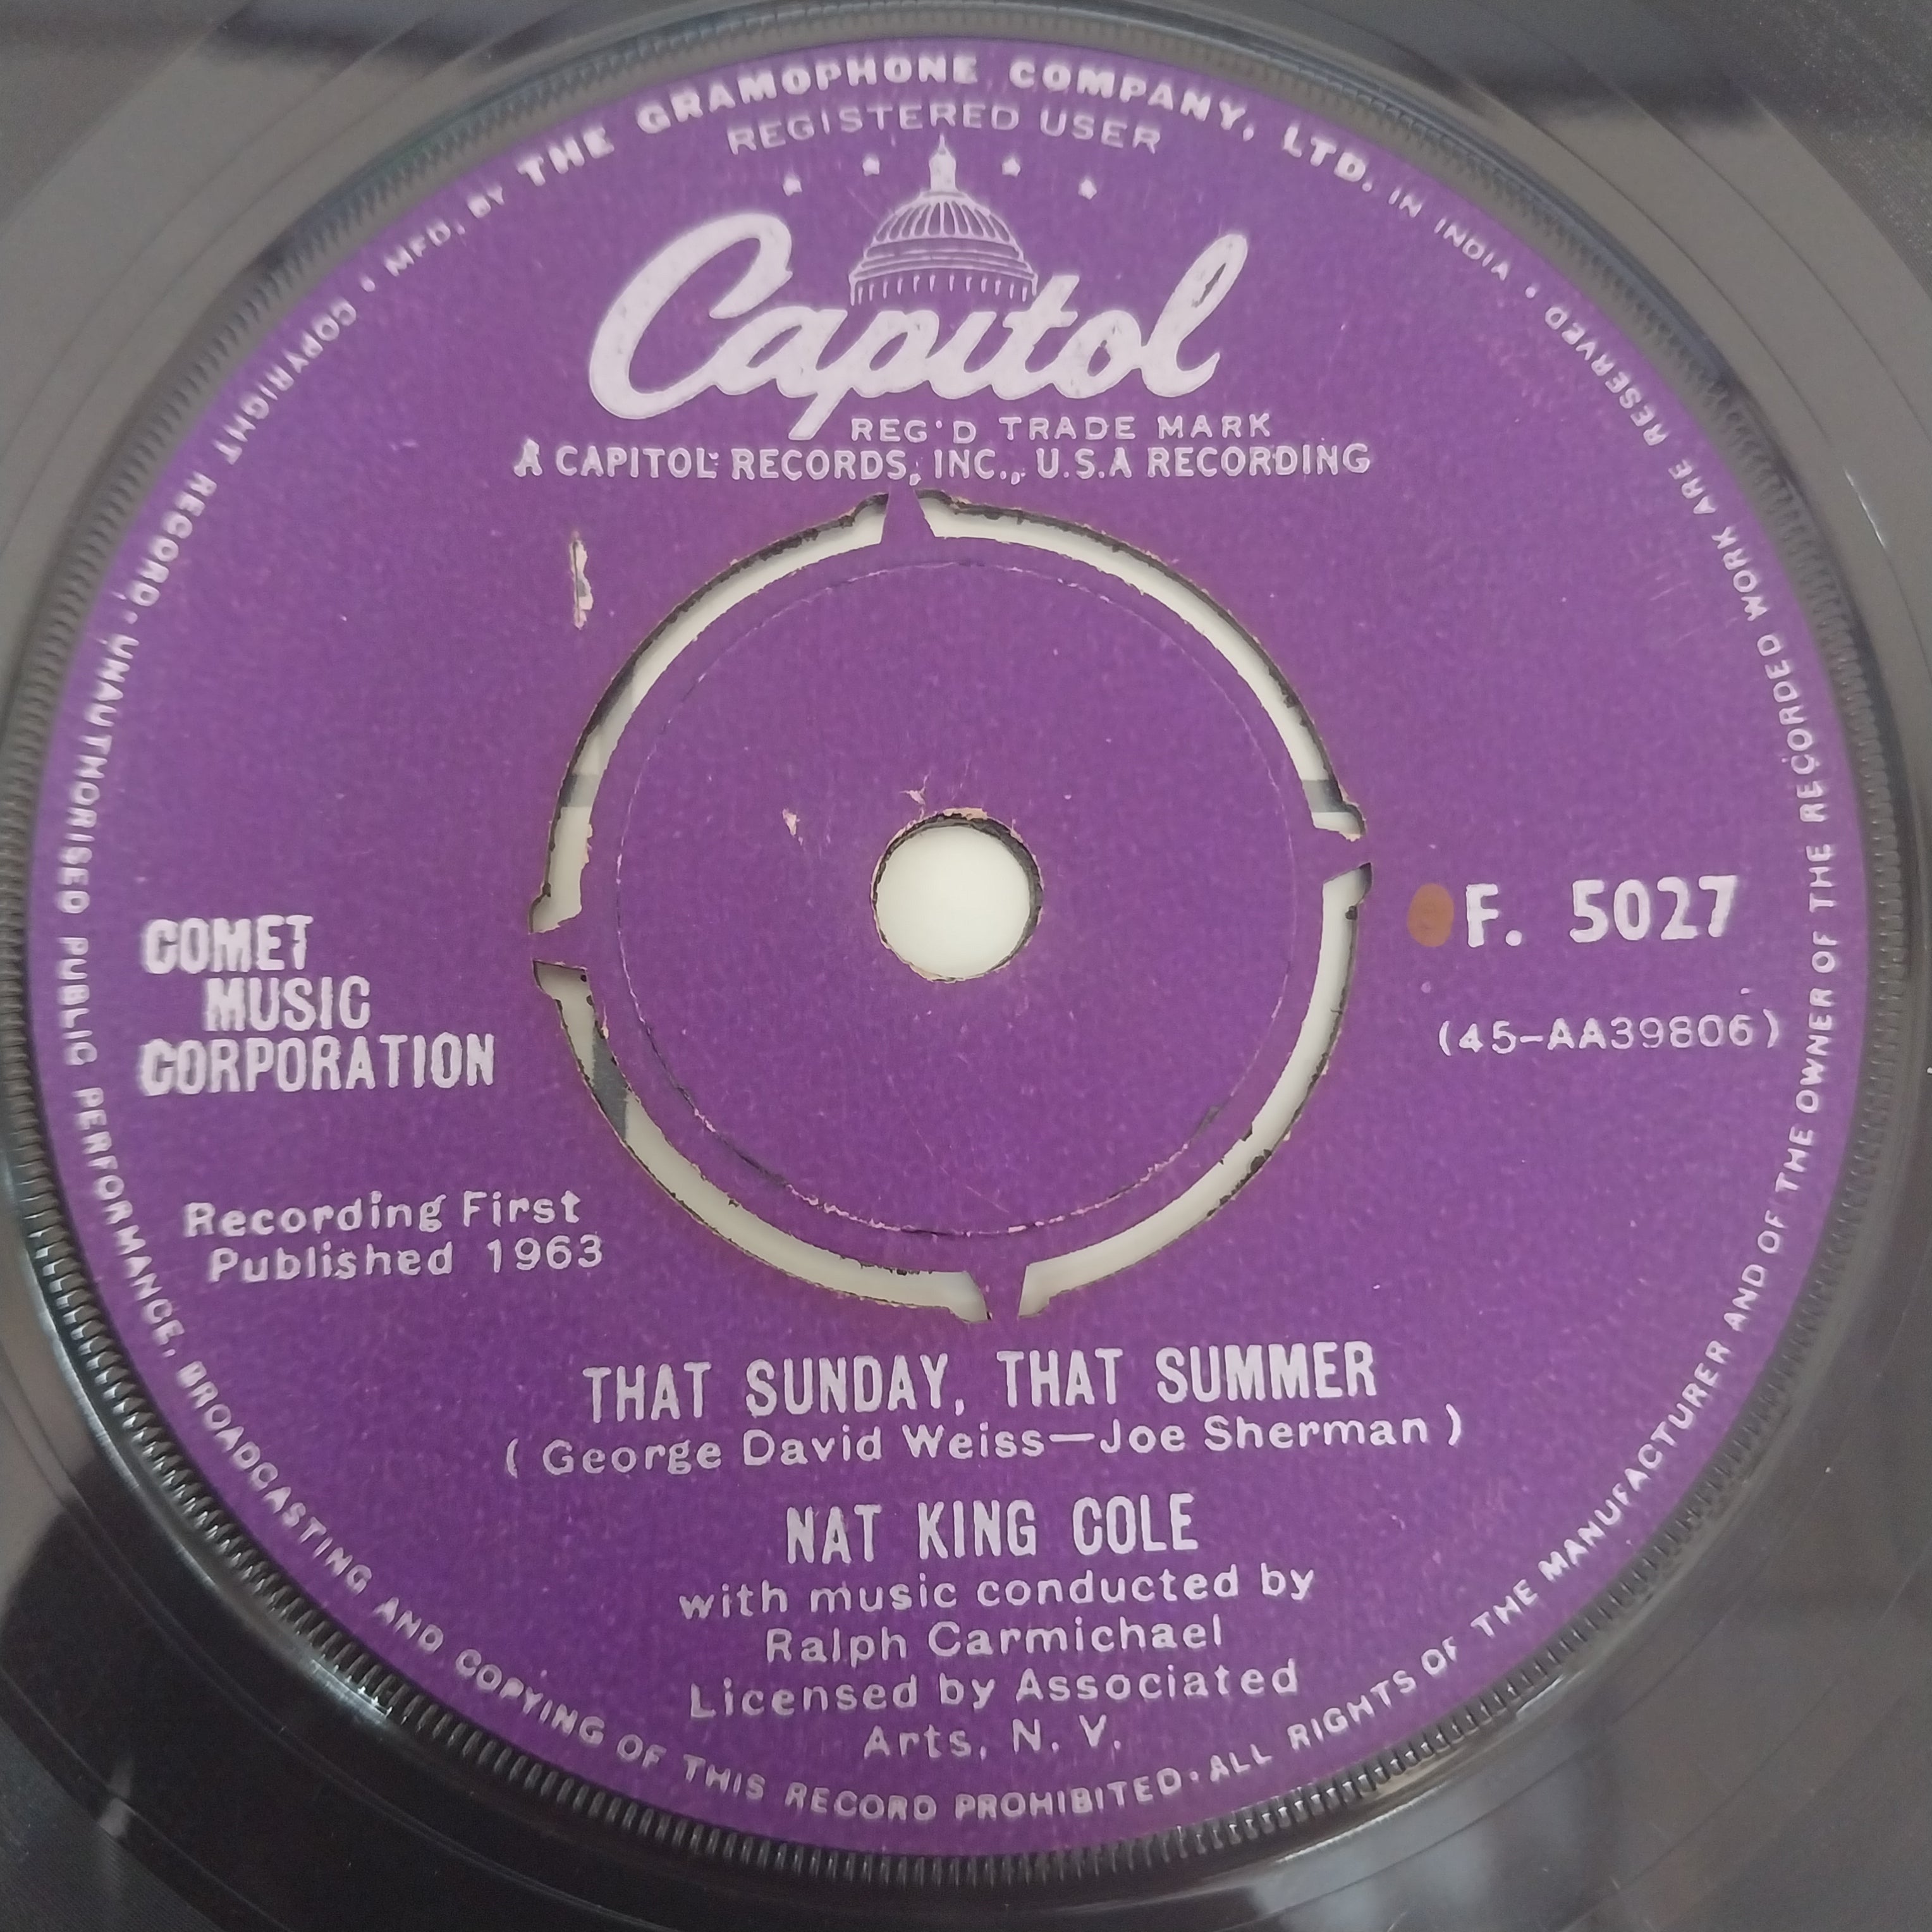 MFD. BY THE GRAMOPHONE COMPANY, LTD. IN INDIA •
REGISTERED USER
Capitol
REG'D TRADE MARK
A CAPITOL RECORDS, INC., U.S.A RECORDING
COMET
MUSIC
CORPORATION
F. 5027
(45-AA39806)
Recording First
Published 1963
THAT SUNDAY, THAT SUMMER
( George David Weiss—Joe Sherman )
NAT KING COLE
with music conducted by
Ralph Carmichael
Licensed by Associated
Arts, N. V.
COPYRIGHT RECORD • UNAUTHORISED PUBLIC PERFORMANCE, BROADCASTING AND COPYING OF THIS RECORD PROHIBITED • ALL RIGHTS OF THE MANUFACTURER AND OF THE OWNER OF THE RECORDED WORK ARE RESERVED •